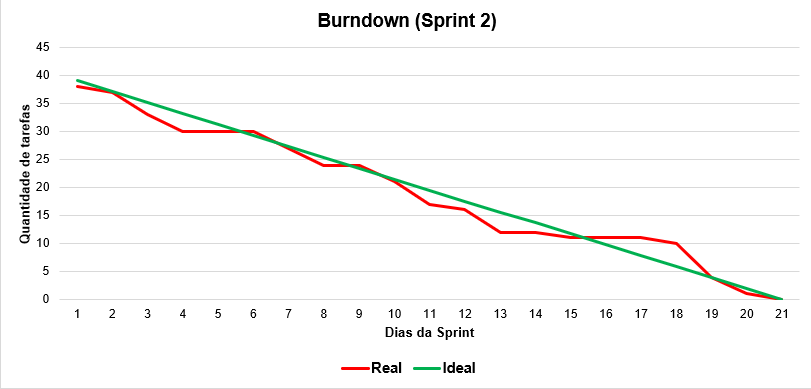 Burndown (Sprint 2)
Quantidade de tarefas
45
40
35
30
25
20
15
10
5
0
1 2 3 4 5 6 7 8 9 10 11 12 13 14 15 16 17 18 19 20 21
Dias da Sprint
Real Ideal